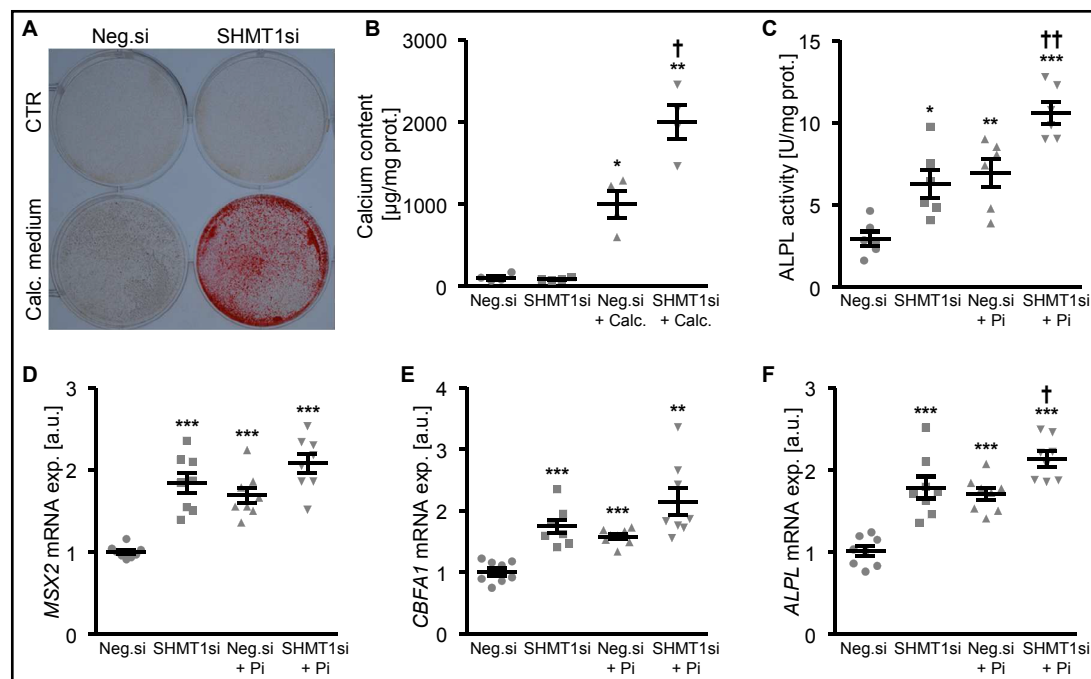 A
Neg.si SHMT1si
CTR
Calc. medium
B
Calcium content
[µg/mg prot.]
3000
2000
1000
0
*
**
†
Neg.si SHMT1si Neg.si SHMT1si
+ Calc. + Calc.
C
ALPL activity [U/mg prot.]
15
10
5
0
*
**
***
††
Neg.si SHMT1si Neg.si SHMT1si
+ Pi + Pi
D
MSX2 mRNA exp. [a.u.]
3
2
1
0
***
***
***
Neg.si SHMT1si Neg.si SHMT1si
+ Pi + Pi
E
CBFA1 mRNA exp. [a.u.]
4
3
2
1
0
***
***
**
Neg.si SHMT1si Neg.si SHMT1si
+ Pi + Pi
F
ALPL mRNA exp. [a.u.]
3
2
1
0
***
***
***
†
Neg.si SHMT1si Neg.si SHMT1si
+ Pi + Pi